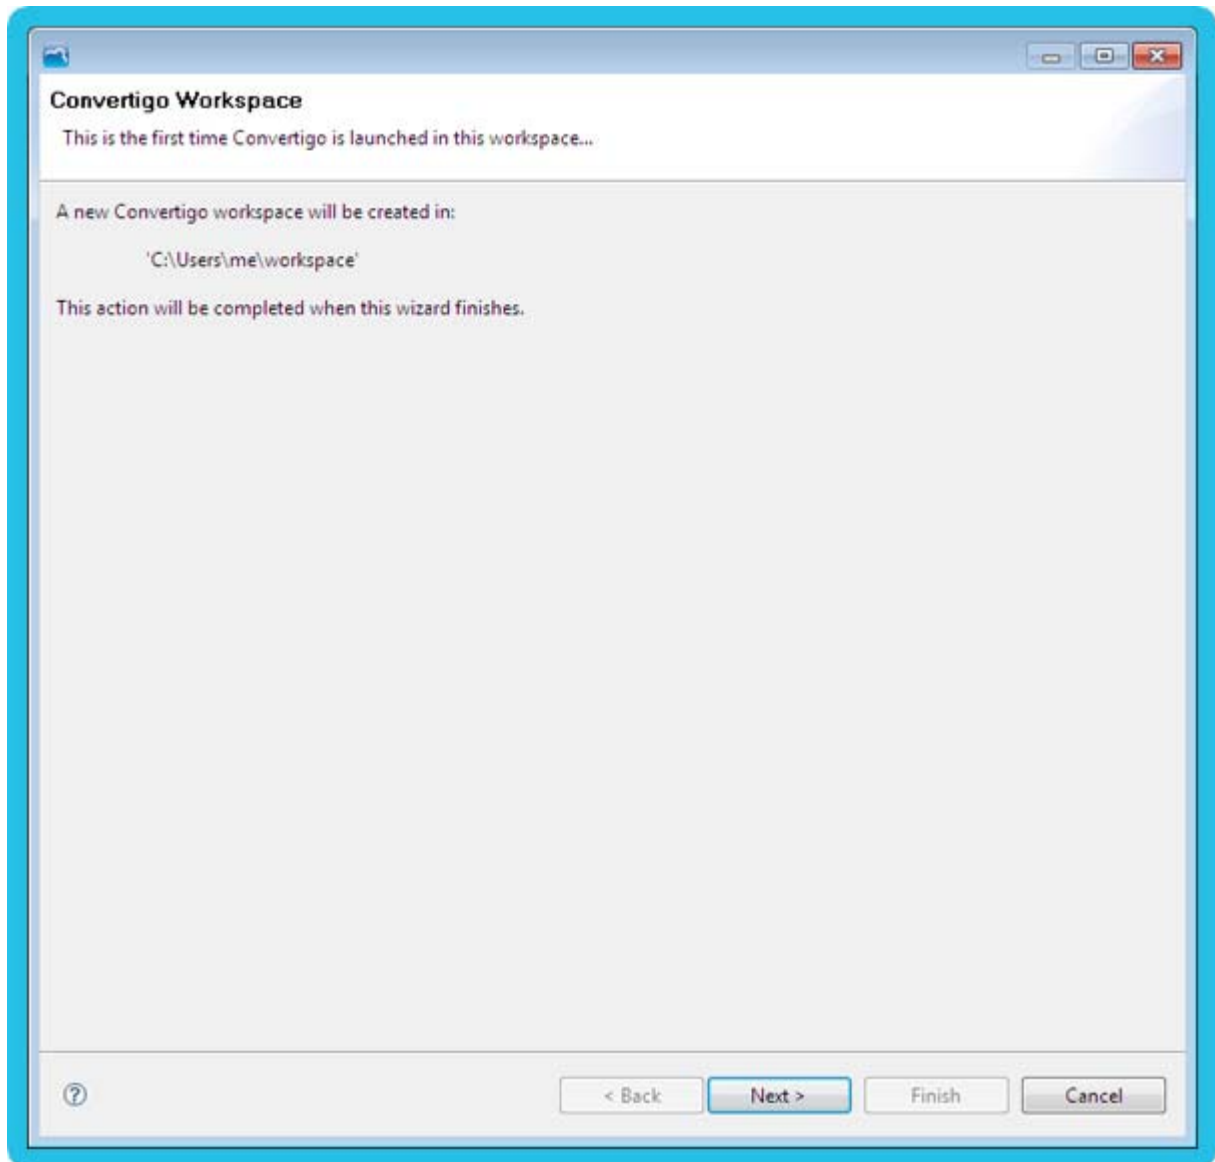 Convertigo Workspace
This is the first time Convertigo is launched in this workspace...
A new Convertigo workspace will be created in:
'C:\Users\me\workspace'
This action will be completed when this wizard finishes.
?
< Back Next > Finish Cancel